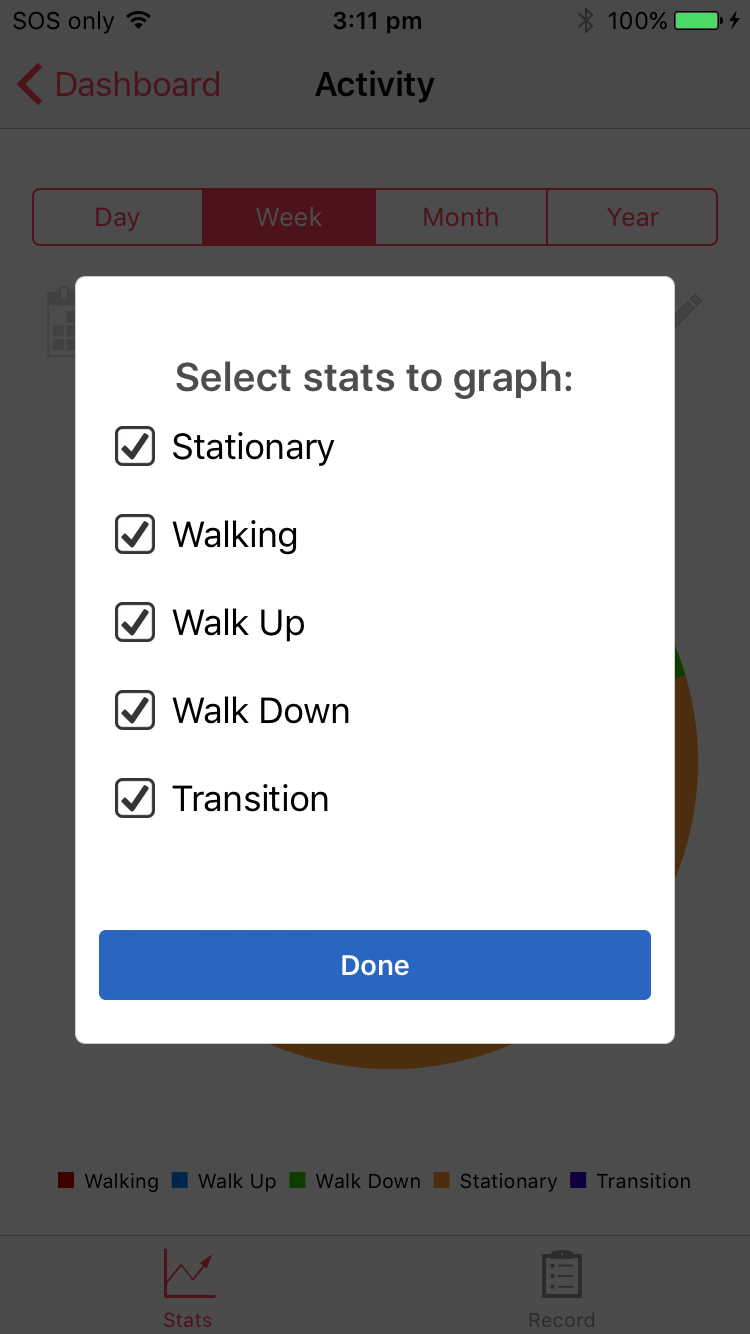 SOS only 3:11 pm 100%
Dashboard Activity
Day Week Month Year
Select stats to graph:
Stationary
Walking
Walk Up
Walk Down
Transition
Done
Walking Walk Up Walk Down Stationary Transition
Stats Record